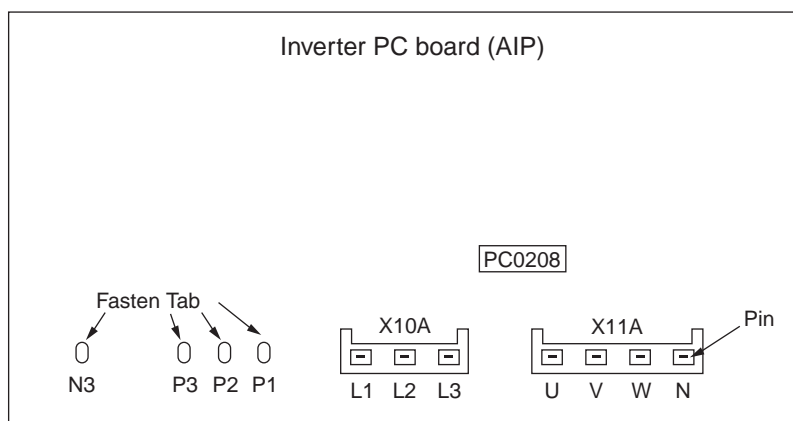 Inverter PC board (AIP)
PC0208
Fasten Tab
X10A
X11A
Pin
N3 P3 P2 P1 L1 L2 L3 U V W N